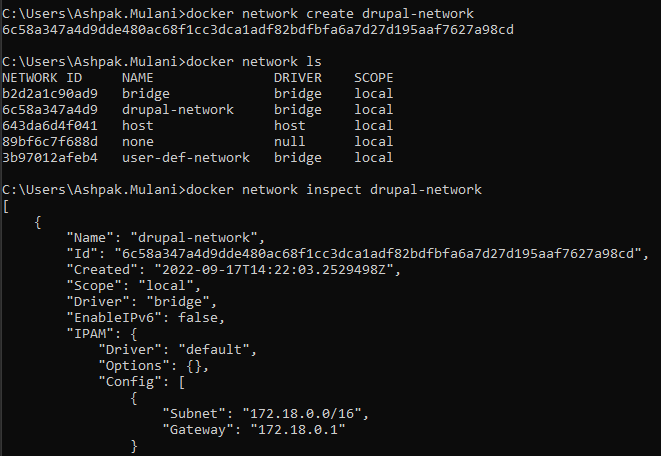 C:\Users\Ashpak.Mulani>docker network create drupal-network
6c58a347a4d9dde480ac68f1cc3dca1adf82bdfbfa6a7d27d195aaf7627a98cd
C:\Users\Ashpak.Mulani>docker network ls
NETWORK ID     NAME               DRIVER    SCOPE
b2d2a1c90ad9   bridge             bridge    local
6c58a347a4d9   drupal-network     bridge    local
643da6d4f041   host               host      local
89bf6c7f688d   none               null      local
3b97012afeb4   user-def-network   bridge    local
C:\Users\Ashpak.Mulani>docker network inspect drupal-network
[
    {
        "Name": "drupal-network",
        "Id": "6c58a347a4d9dde480ac68f1cc3dca1adf82bdfbfa6a7d27d195aaf7627a98cd",
        "Created": "2022-09-17T14:22:03.2529498Z",
        "Scope": "local",
        "Driver": "bridge",
        "EnableIPv6": false,
        "IPAM": {
            "Driver": "default",
            "Options": {},
            "Config": [
                {
                    "Subnet": "172.18.0.0/16",
                    "Gateway": "172.18.0.1"
                }